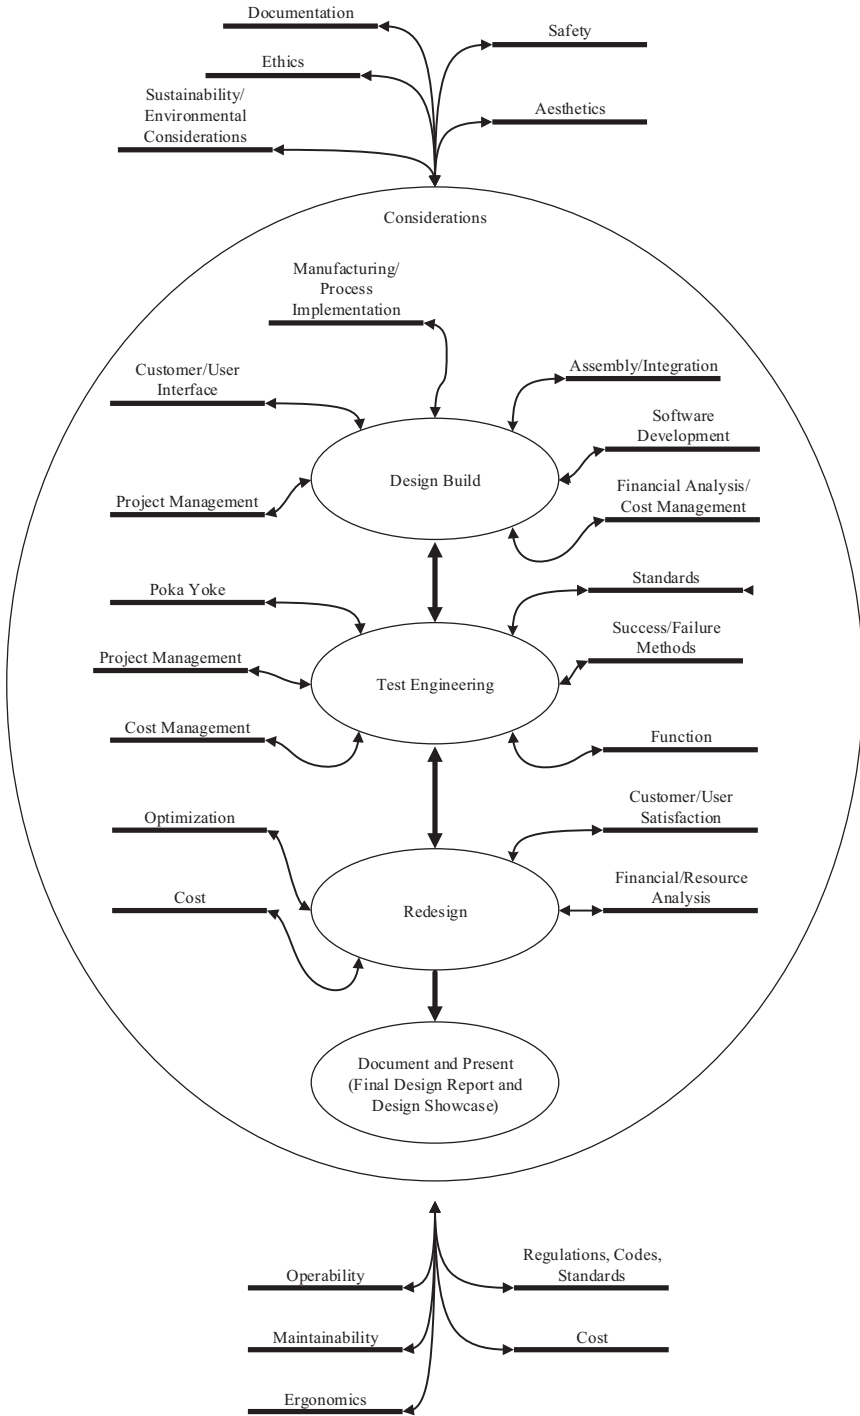 Documentation
Safety
Ethics
Sustainability/
Environmental
Considerations
Aesthetics
Considerations
Manufacturing/
Process
Implementation
Customer/User
Interface
Assembly/Integration
Software
Development
Design Build
Project Management
Financial Analysis/
Cost Management
Poka Yoke
Standards
Success/Failure
Methods
Project Management
Test Engineering
Cost Management
Function
Optimization
Customer/User
Satisfaction
Cost
Financial/Resource
Analysis
Redesign
Document and Present
(Final Design Report and
Design Showcase)
Operability
Regulations, Codes,
Standards
Maintainability
Cost
Ergonomics